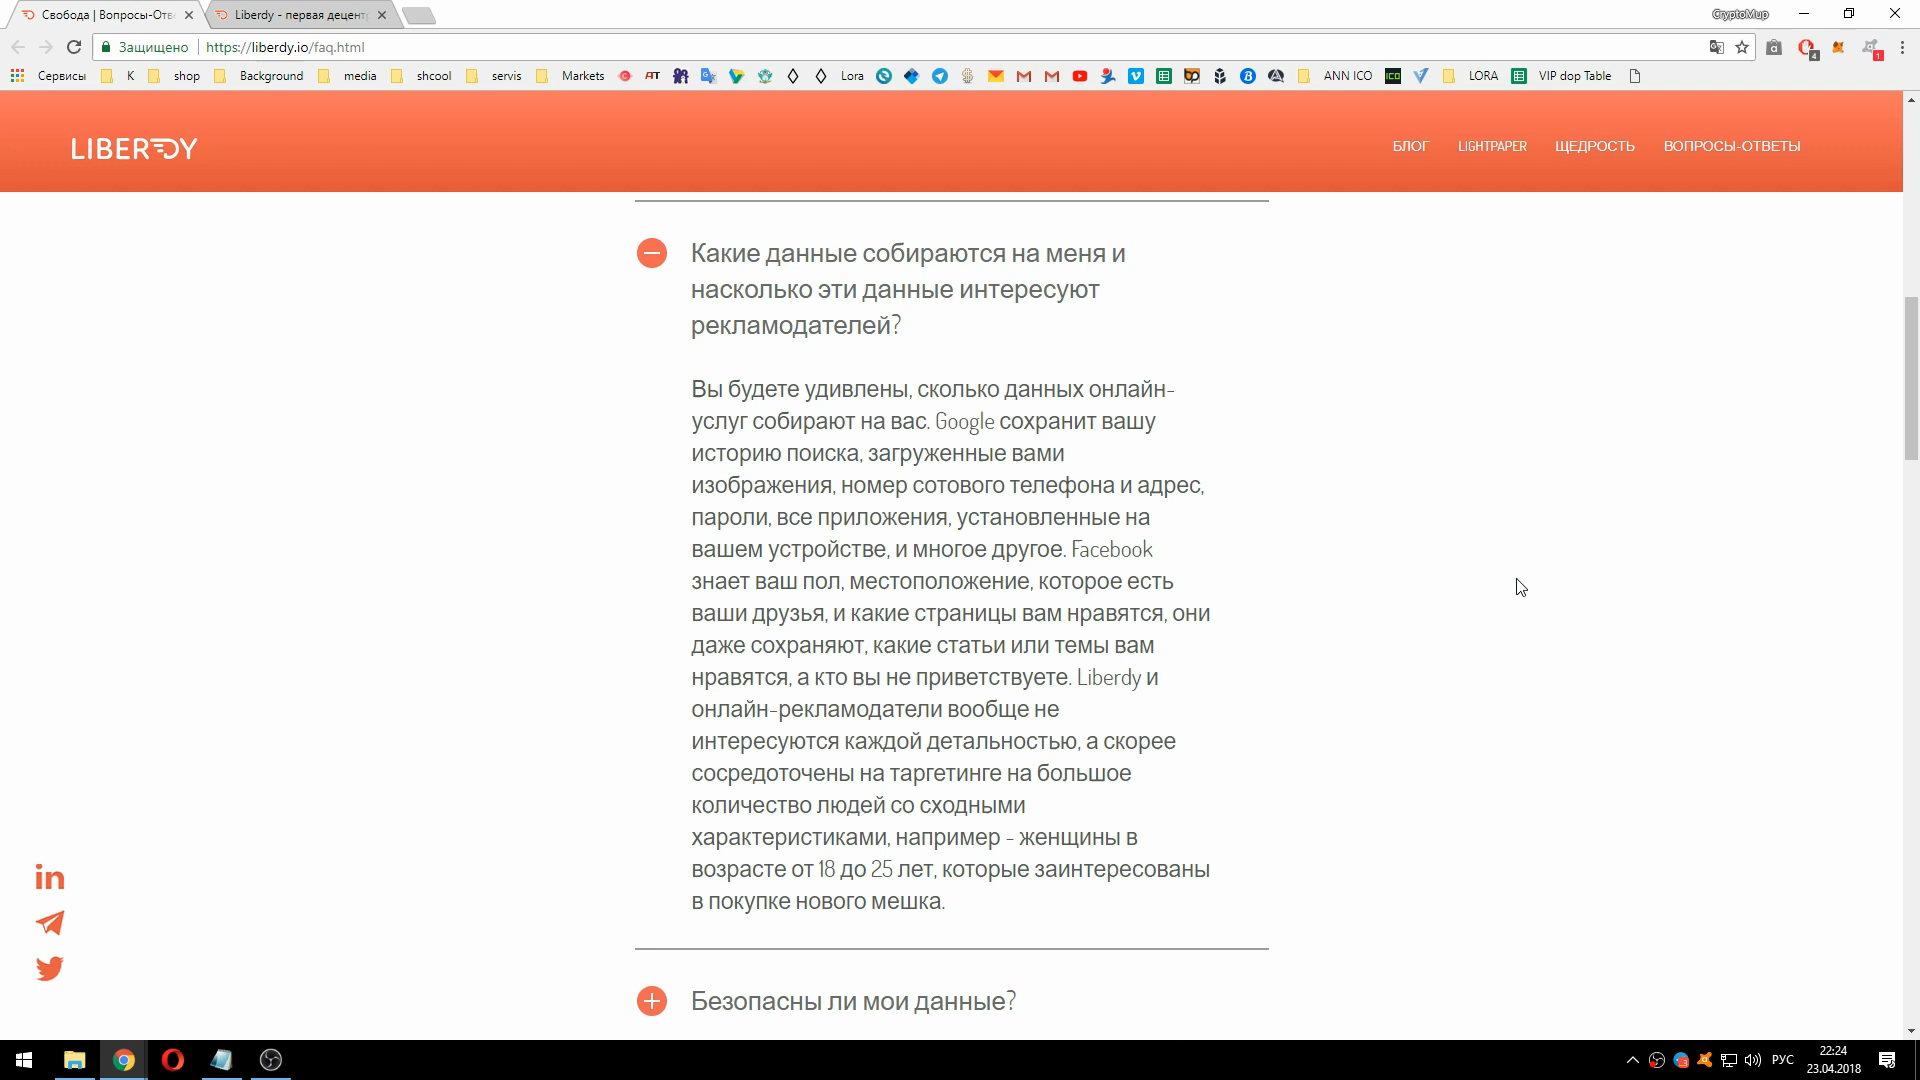 Свобода | Вопросы-Отве
Liberdy - первая децент
CryptoMup
Защищено
https://liberdy.io/faq.html
4
1
Сервисы
K
shop
Background
media
shcool
servis
Markets
Lora
ANN ICO
LORA
VIP dop Table
LIBERDY
БЛОГ
LIGHTPAPER
ЩЕДРОСТЬ
ВОПРОСЫ-ОТВЕТЫ
Какие данные собираются на меня и
насколько эти данные интересуют
рекламодателей?
Вы будете удивлены, сколько данных онлайн-
услуг собирают на вас. Google сохранит вашу
историю поиска, загруженные вами
изображения, номер сотового телефона и адрес,
пароли, все приложения, установленные на
вашем устройстве, и многое другое. Facebook
знает ваш пол, местоположение, которое есть
ваши друзья, и какие страницы вам нравятся, они
даже сохраняют, какие статьи или темы вам
нравятся, а кто вы не приветствуете. Liberdy и
онлайн-рекламодатели вообще не
интересуются каждой детальностью, а скорее
сосредоточены на таргетинге на большое
количество людей со сходными
характеристиками, например - женщины в
возрасте от 18 до 25 лет, которые заинтересованы
в покупке нового мешка.
Безопасны ли мои данные?
in
РУС
22:24
23.04.2018